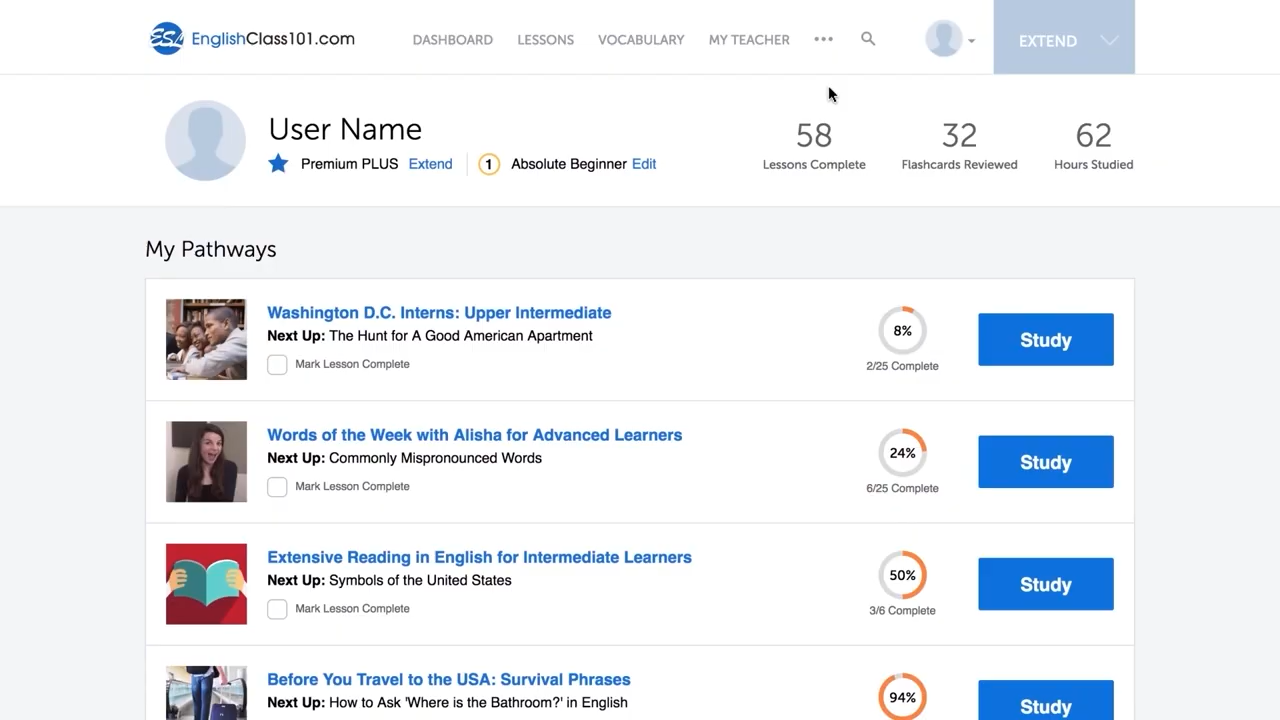 ESL EnglishClass101.com DASHBOARD LESSONS VOCABULARY MY TEACHER ••• EXTEND
User Name
Premium PLUS Extend 1 Absolute Beginner Edit
58 32 62
Lessons Complete Flashcards Reviewed Hours Studied
My Pathways
Washington D.C. Interns: Upper Intermediate
Next Up: The Hunt for A Good American Apartment
Mark Lesson Complete
8%
2/25 Complete
Study
Words of the Week with Alisha for Advanced Learners
Next Up: Commonly Mispronounced Words
Mark Lesson Complete
24%
6/25 Complete
Study
Extensive Reading in English for Intermediate Learners
Next Up: Symbols of the United States
Mark Lesson Complete
50%
3/6 Complete
Study
Before You Travel to the USA: Survival Phrases
Next Up: How to Ask 'Where is the Bathroom?' in English
94%
Study